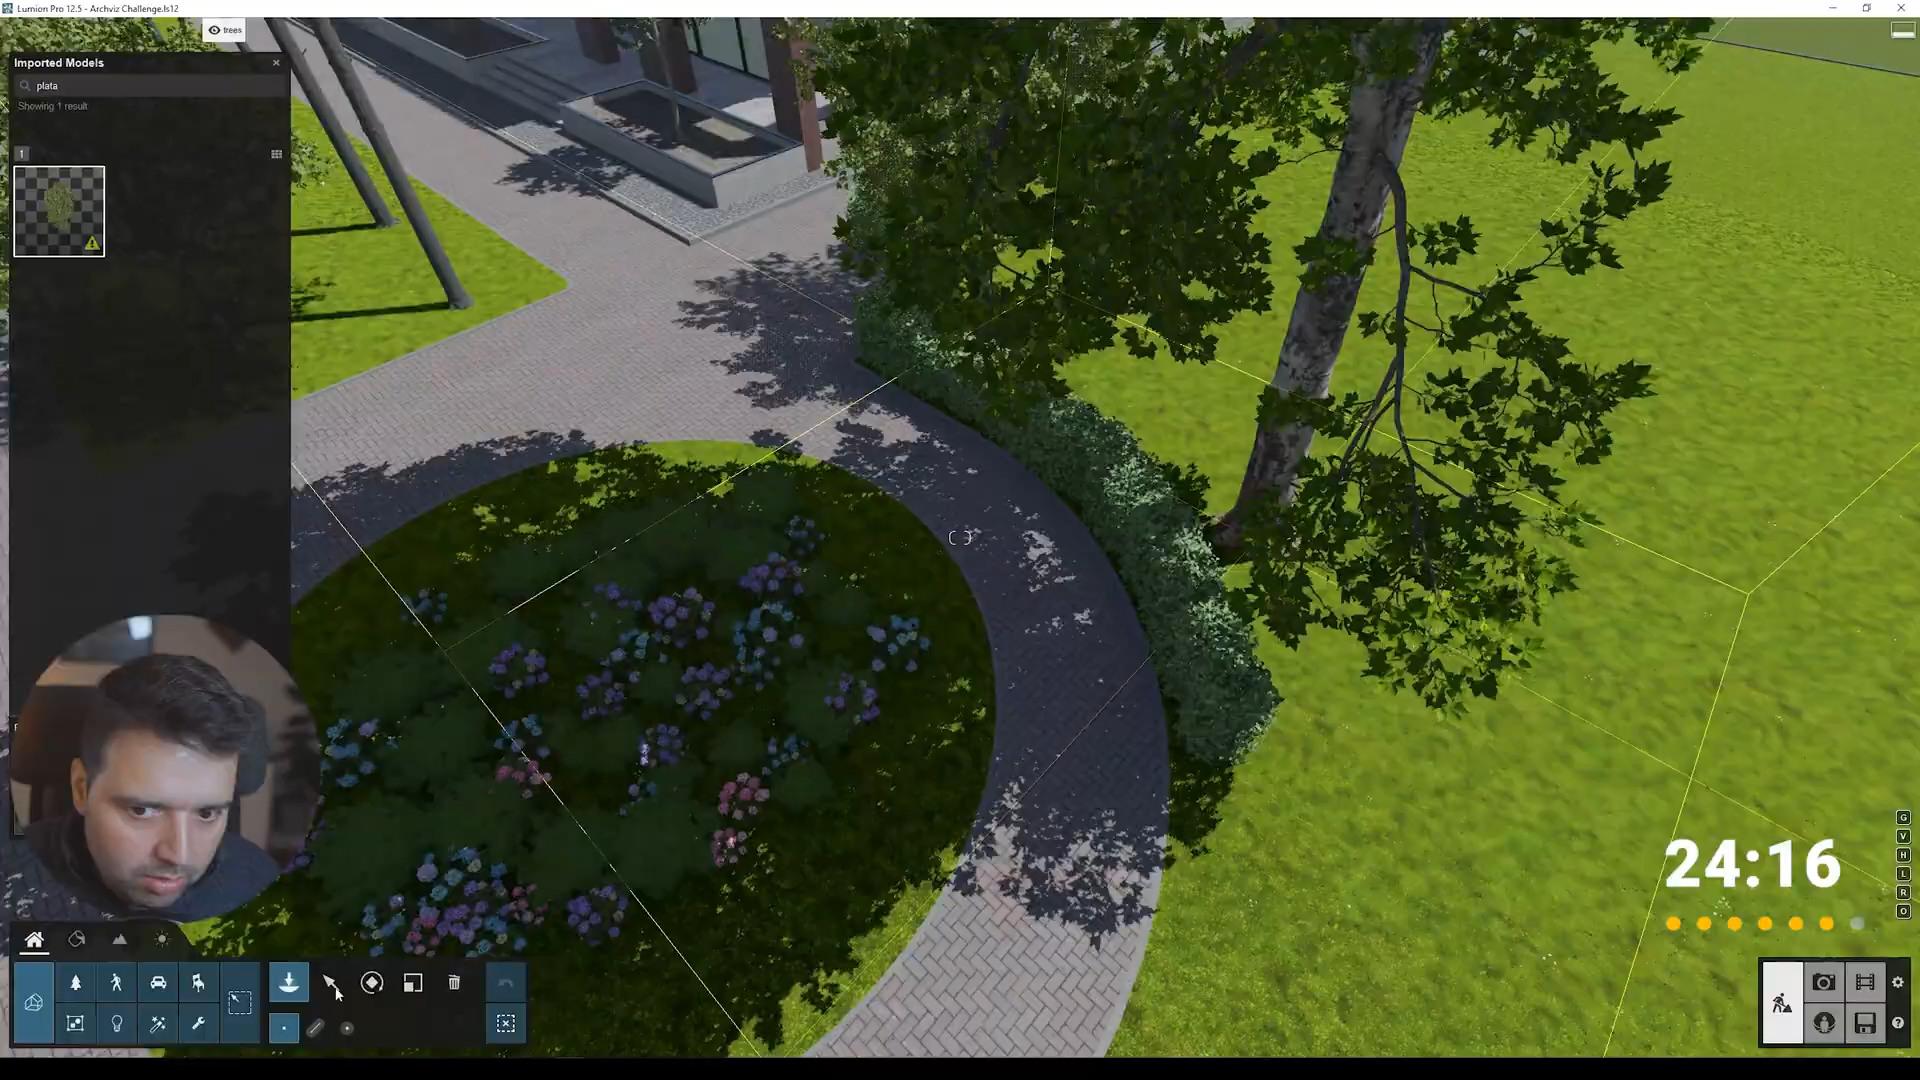 Lumion Pro 12.5 - Archviz Challenge.ls12
trees
Imported Models
plata
Showing 1 result
1
24:16
G
V
H
L
R
O
?